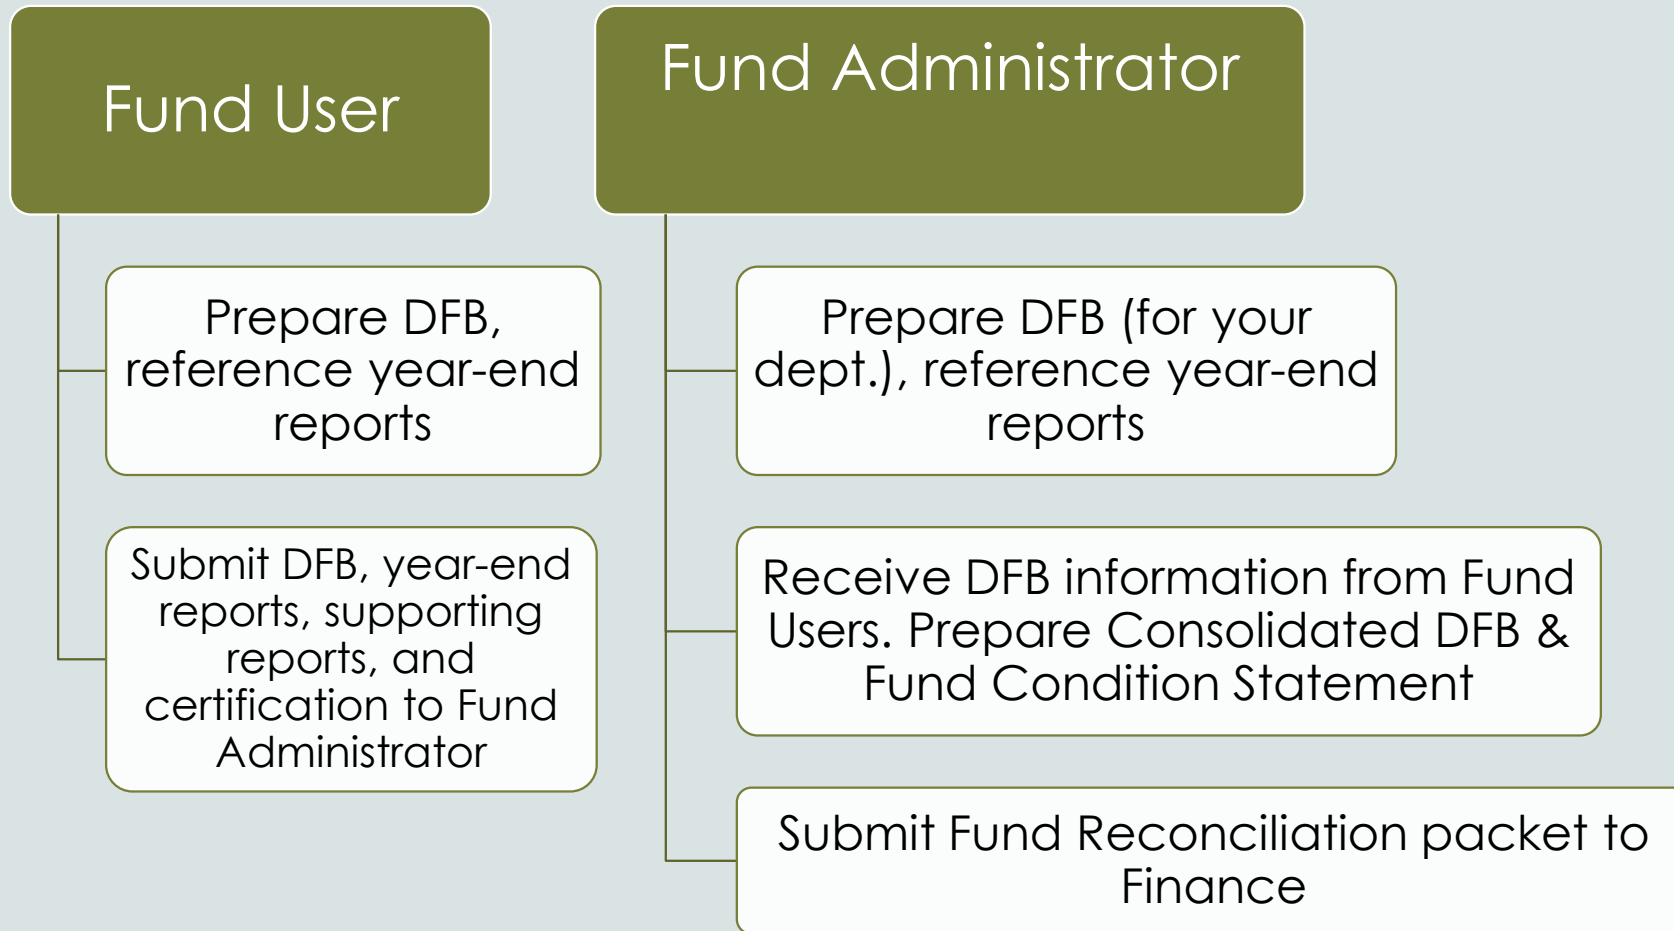 Fund User
Prepare DFB,
reference year-end
reports
Submit DFB, year-end
reports, supporting
reports, and
certification to Fund
Administrator
Fund Administrator
Prepare DFB (for your
dept.), reference year-end
reports
Receive DFB information from Fund
Users. Prepare Consolidated DFB &
Fund Condition Statement
Submit Fund Reconciliation packet to
Finance